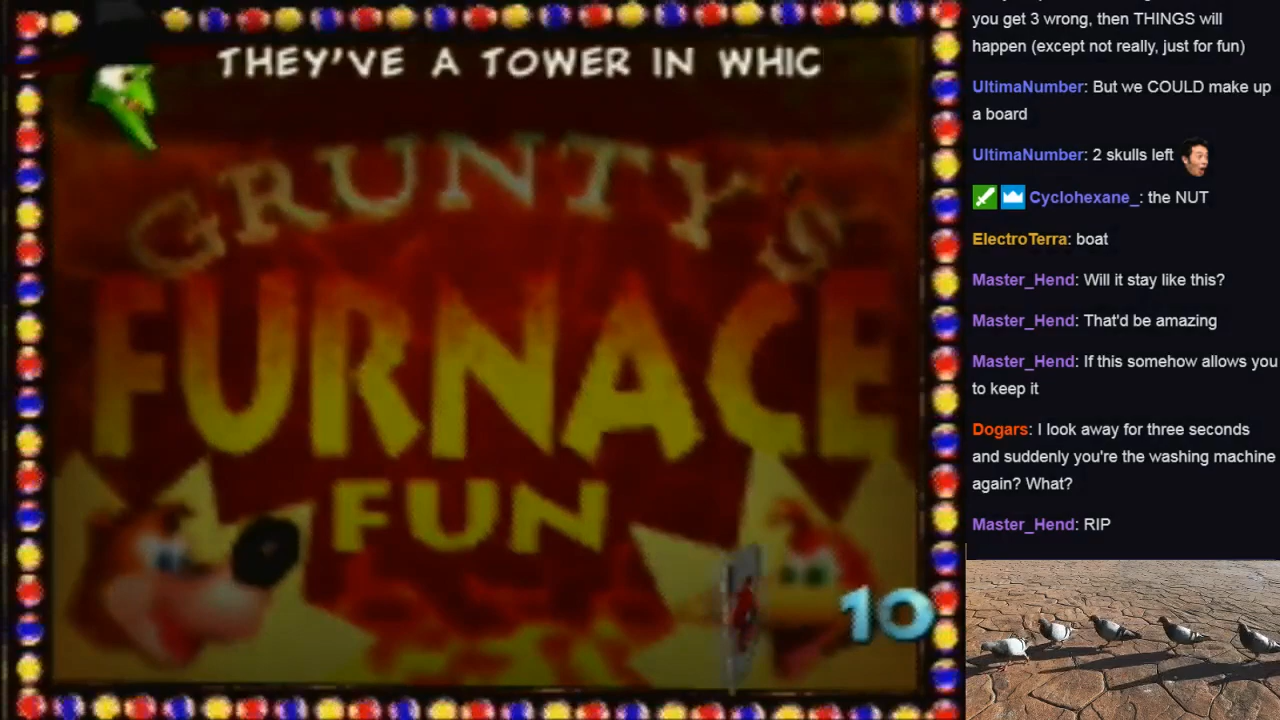 THEY'VE A TOWER IN WHIC
GRUNTY'S
FURNACE
FUN
10
you get 3 wrong, then THINGS will
happen (except not really, just for fun)
UltimaNumber: But we COULD make up
a board
UltimaNumber: 2 skulls left
Cyclohexane_: the NUT
ElectroTerra: boat
Master_Hend: Will it stay like this?
Master_Hend: That'd be amazing
Master_Hend: If this somehow allows you
to keep it
Dogars: I look away for three seconds
and suddenly you're the washing machine
again? What?
Master_Hend: RIP